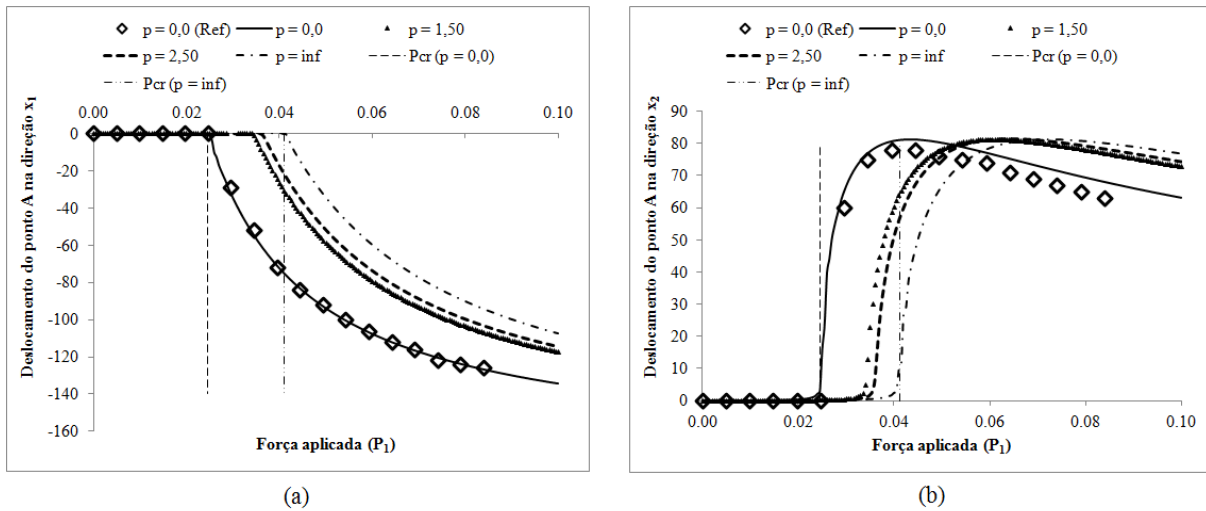 p = 0,0 (Ref)
p = 0,0
p = 1,50
p = 2,50
p = inf
Pcr (p = 0,0)
Pcr (p = inf)
0.00
0.02
0.04
0.06
0.08
0.10
0
-20
-40
-60
-80
-100
-120
-140
-160
Deslocamento do ponto A na direção x₁
Força aplicada (P₁)
(a)
p = 0,0 (Ref)
p = 0,0
p = 1,50
p = 2,50
p = inf
Pcr (p = 0,0)
Pcr (p = inf)
90
80
70
60
50
40
30
20
10
0
0.00
0.02
0.04
0.06
0.08
0.10
Deslocamento do ponto A na direção x₂
Força aplicada (P₁)
(b)